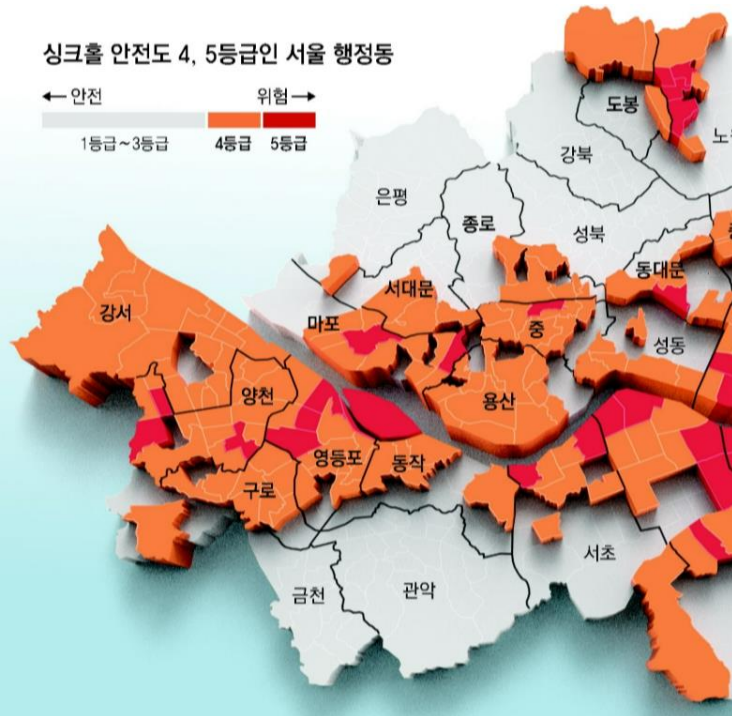 싱크홀 안전도 4, 5등급인 서울 행정동
← 안전 위험 →
1등급~3등급 4등급 5등급
도봉
강북
은평
종로
성북
동대문
서대문
강서
마포
중
성동
양천
용산
영등포
동작
구로
서초
관악
금천